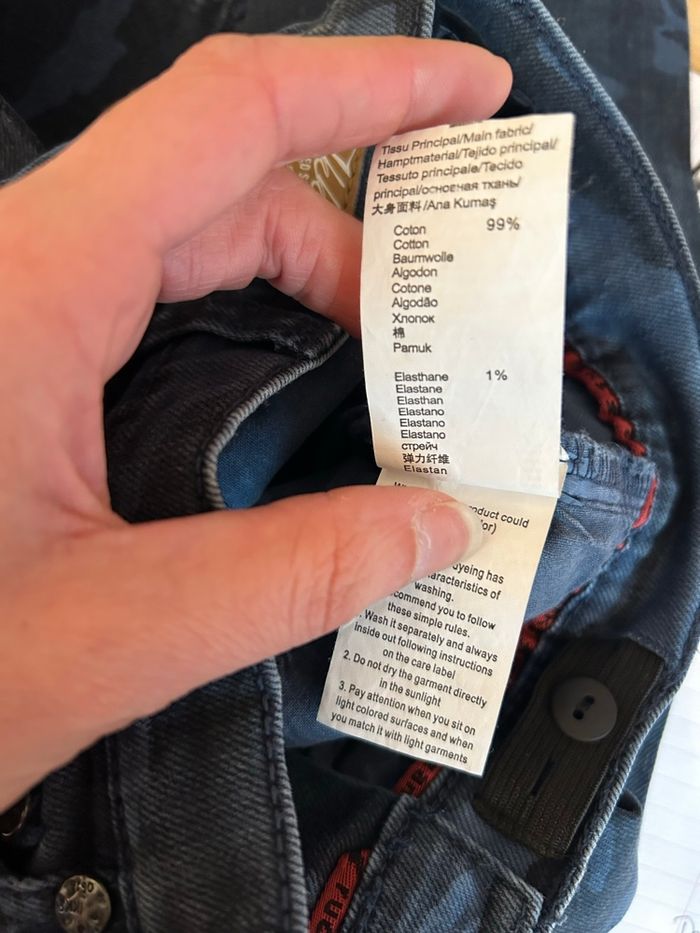 Tissu Principal/Main fabric/
Hamptmaterial/Tejido principal/
Tessuto principale/Tecido
principal/основная ткань/
大身面料/Ana Kumaş
Coton 99%
Cotton
Baumwolle
Algodon
Cotone
Algodão
Хлопок
棉
Pamuk
Elasthane 1%
Elastane
Elasthan
Elastano
Elastano
Elastano
стрейч
弹力纤维
Elastan
could
has
of
washing.
you to follow
these simple rules.
Wash it separately and always
inside out following instructions
on the care label
2. Do not dry the garment directly
in the sunlight
3. Pay attention when you sit on
light colored surfaces and when
you match it with light garments